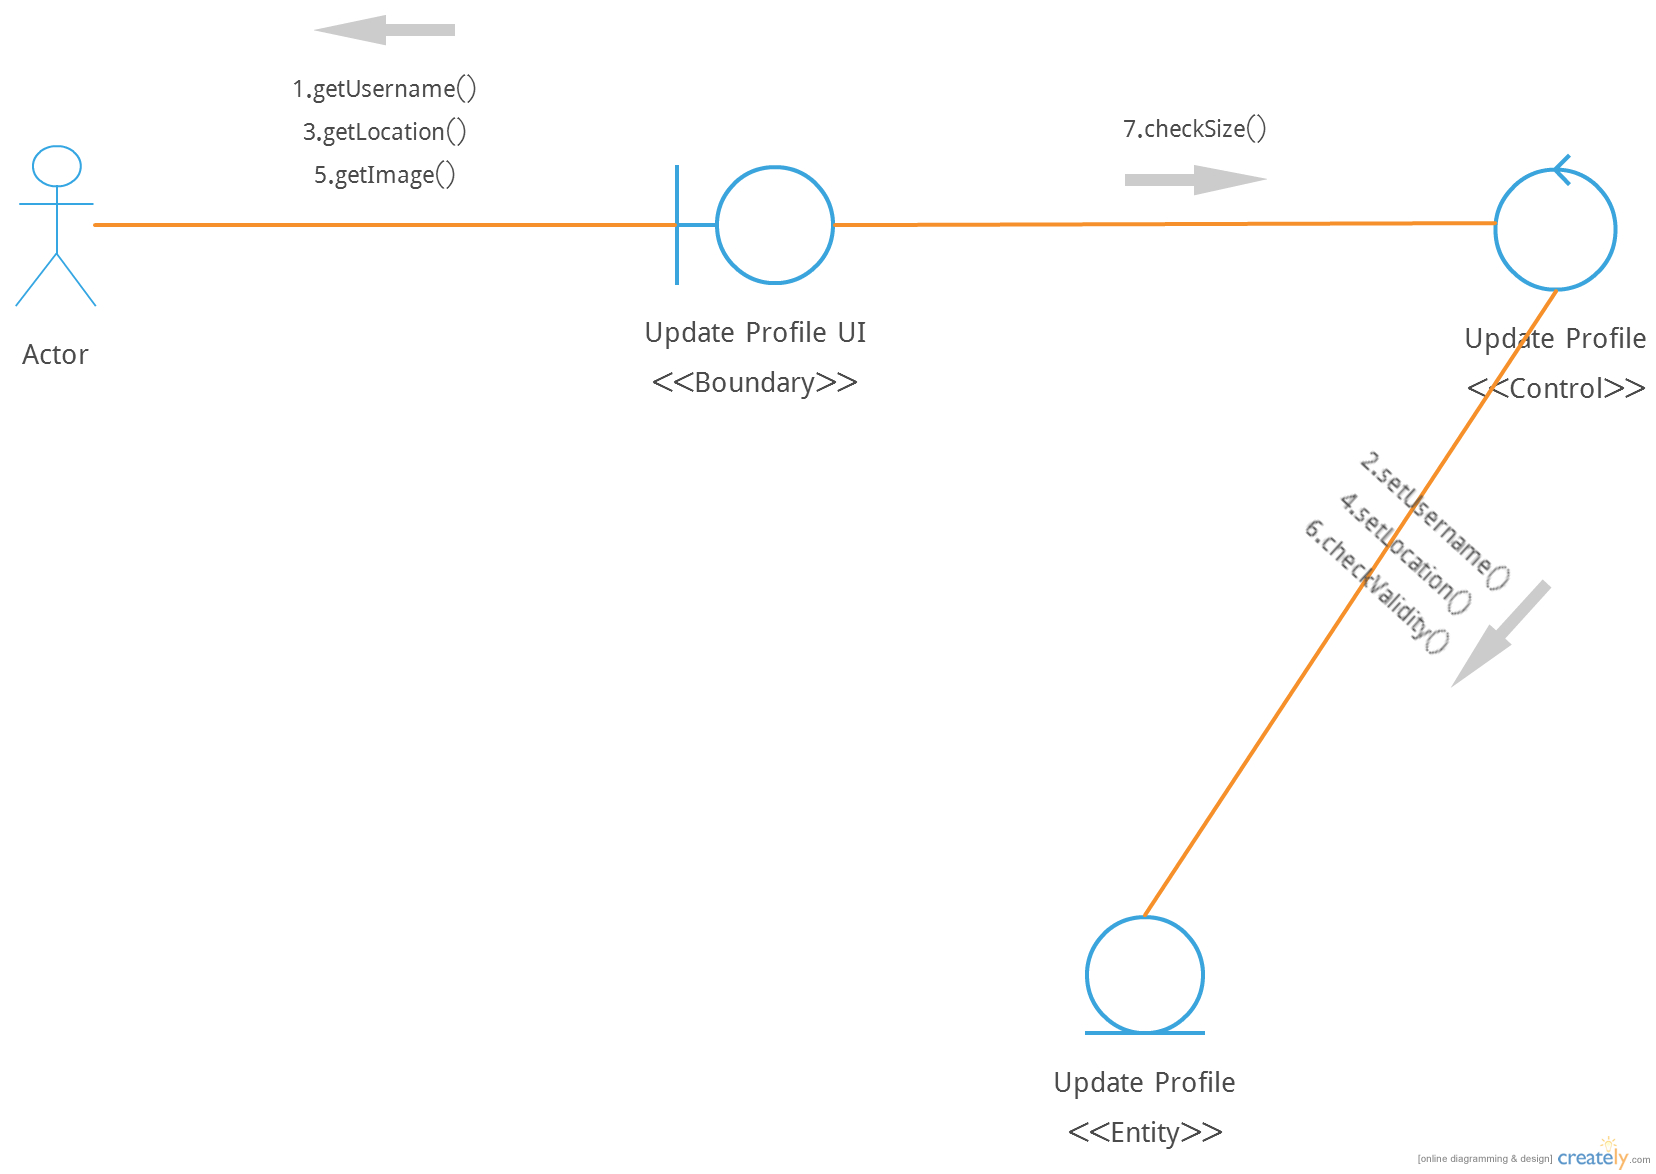 1.getUsername()
3.getLocation()
5.getImage()
7.checkSize()
Actor
Update Profile UI
<<Boundary>>
Update Profile
<<Control>>
2.setUsername()
4.setLocation()
6.checkValidity()
Update Profile
<<Entity>>
[online diagramming & design] creately.com